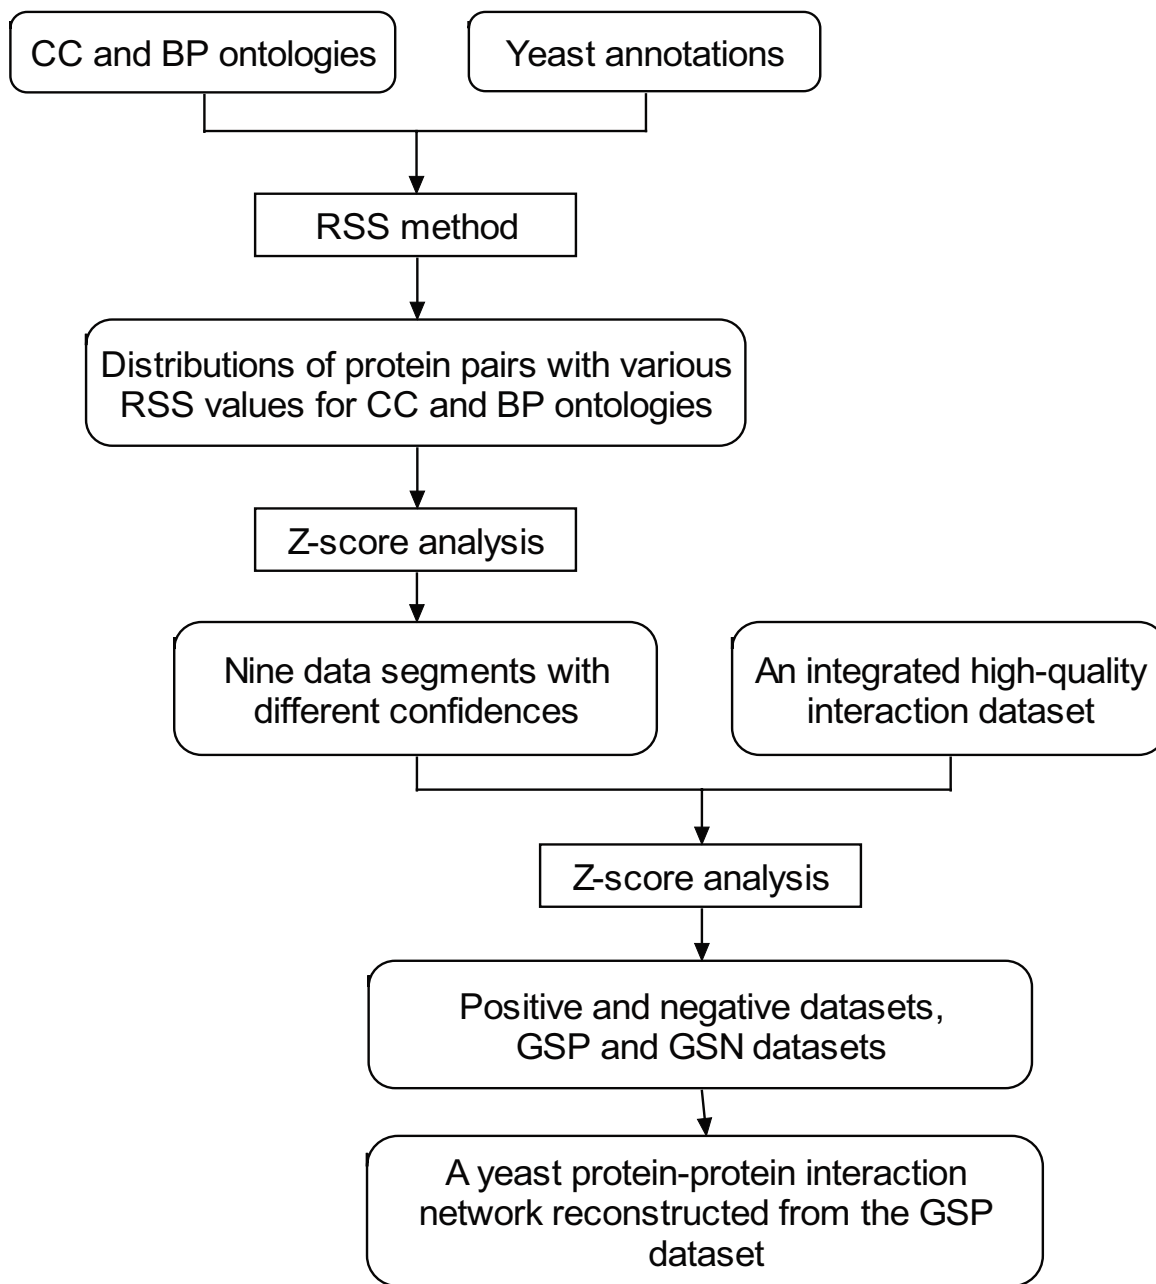 CC and BP ontologies
Yeast annotations
RSS method
Distributions of protein pairs with various
RSS values for CC and BP ontologies
Z-score analysis
Nine data segments with
different confidences
An integrated high-quality
interaction dataset
Z-score analysis
Positive and negative datasets,
GSP and GSN datasets
A yeast protein-protein interaction
network reconstructed from the GSP
dataset